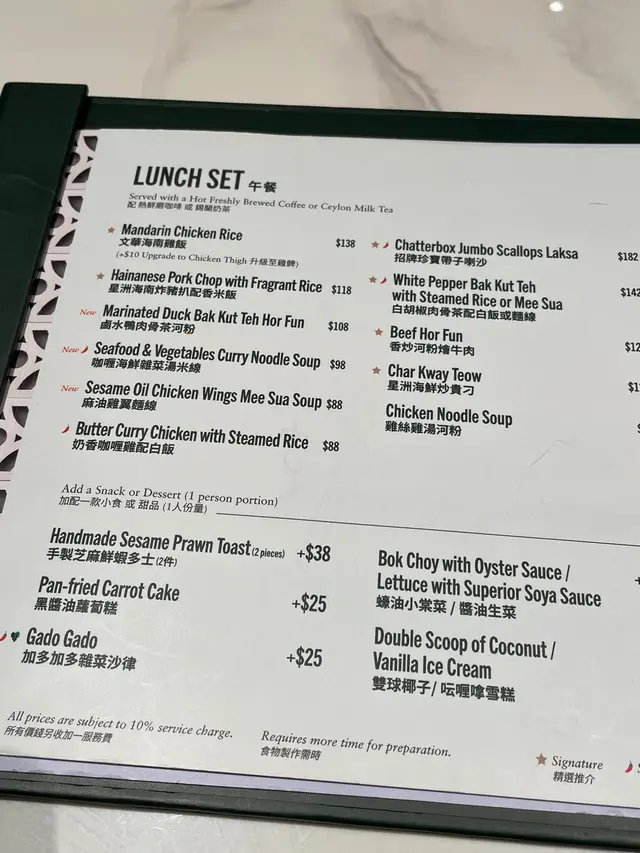 LUNCH SET 午餐
Served with a Hot Freshly Brewed Coffee or Ceylon Milk Tea
配 熱鮮磨咖啡 或 錫蘭奶茶
Mandarin Chicken Rice $138
文華海南雞飯
(+$10 Upgrade to Chicken Thigh 升級至雞髀)
Hainanese Pork Chop with Fragrant Rice $118
星洲海南炸豬扒配香米飯
New Marinated Duck Bak Kut Teh Hor Fun $108
鹵水鴨肉骨茶河粉
New Seafood & Vegetables Curry Noodle Soup $98
咖喱海鮮雜菜湯米線
New Sesame Oil Chicken Wings Mee Sua Soup $88
麻油雞翼麵線
Butter Curry Chicken with Steamed Rice $88
奶香咖喱雞配白飯
Chatterbox Jumbo Scallops Laksa $182
招牌珍寶帶子喇沙
White Pepper Bak Kut Teh $142
with Steamed Rice or Mee Sua
白胡椒肉骨茶配白飯或麵線
Beef Hor Fun
香炒河粉燴牛肉
Char Kway Teow
星洲海鮮炒貴刁
Chicken Noodle Soup
雞絲雞湯河粉
Add a Snack or Dessert (1 person portion)
加配一款小食 或 甜品 (1人份量)
Handmade Sesame Prawn Toast (2 pieces) +$38
手製芝麻鮮蝦多士 (2件)
Pan-fried Carrot Cake +$25
黑醬油蘿蔔糕
Gado Gado +$25
加多加多雜菜沙律
Bok Choy with Oyster Sauce /
Lettuce with Superior Soya Sauce
蠔油小棠菜 / 醬油生菜
Double Scoop of Coconut /
Vanilla Ice Cream
雙球椰子/ 呍喱嗱雪糕
All prices are subject to 10% service charge.
所有價錢另收加一服務費
Requires more time for preparation.
食物製作需時
Signature
精選推介